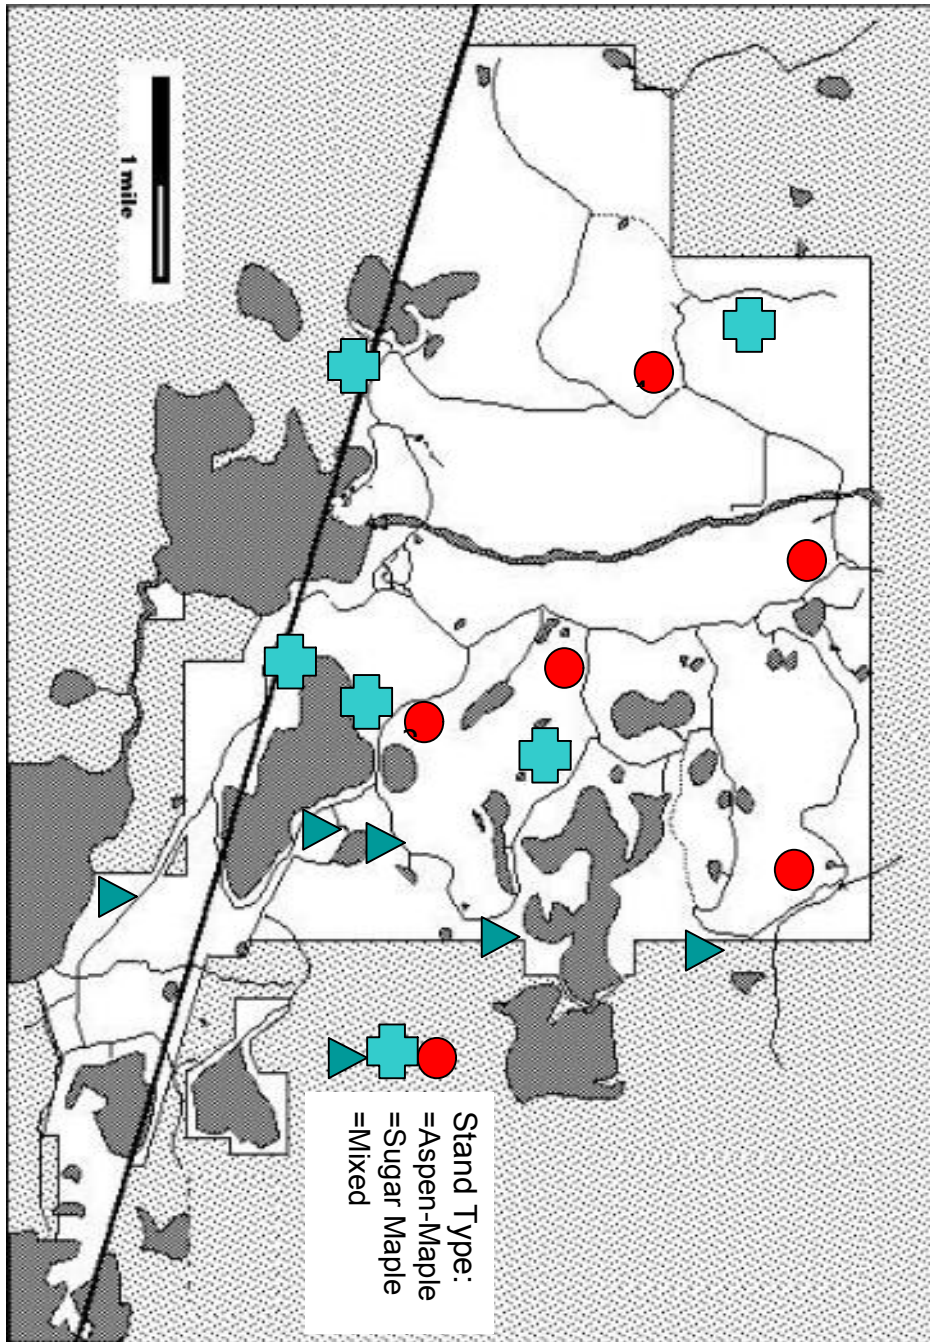 1 mile
Stand Type:
=Aspen-Maple
=Sugar Maple
=Mixed